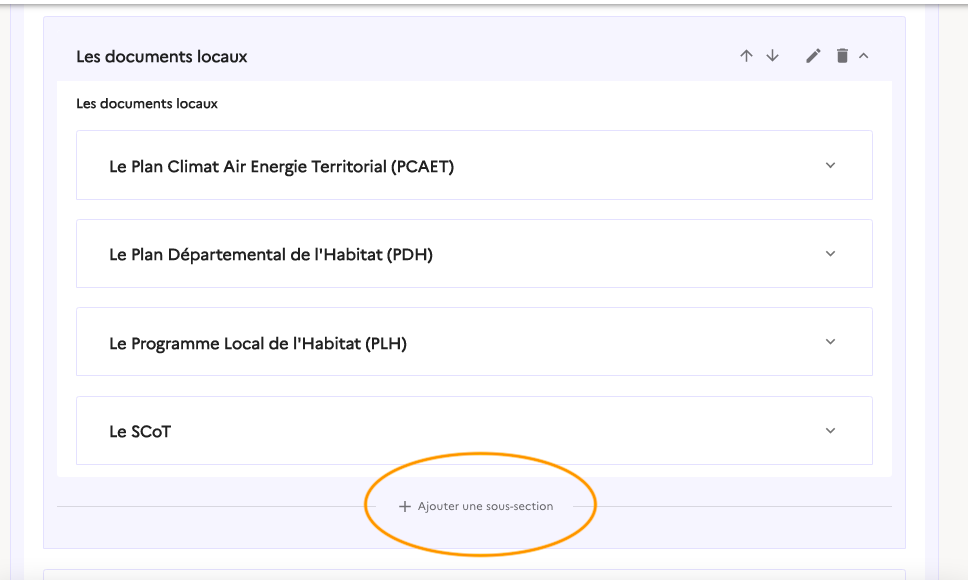 Les documents locaux
Les documents locaux
Le Plan Climat Air Energie Territorial (PCAET)
Le Plan Départemental de l'Habitat (PDH)
Le Programme Local de l'Habitat (PLH)
Le SCoT
Ajouter une sous-section